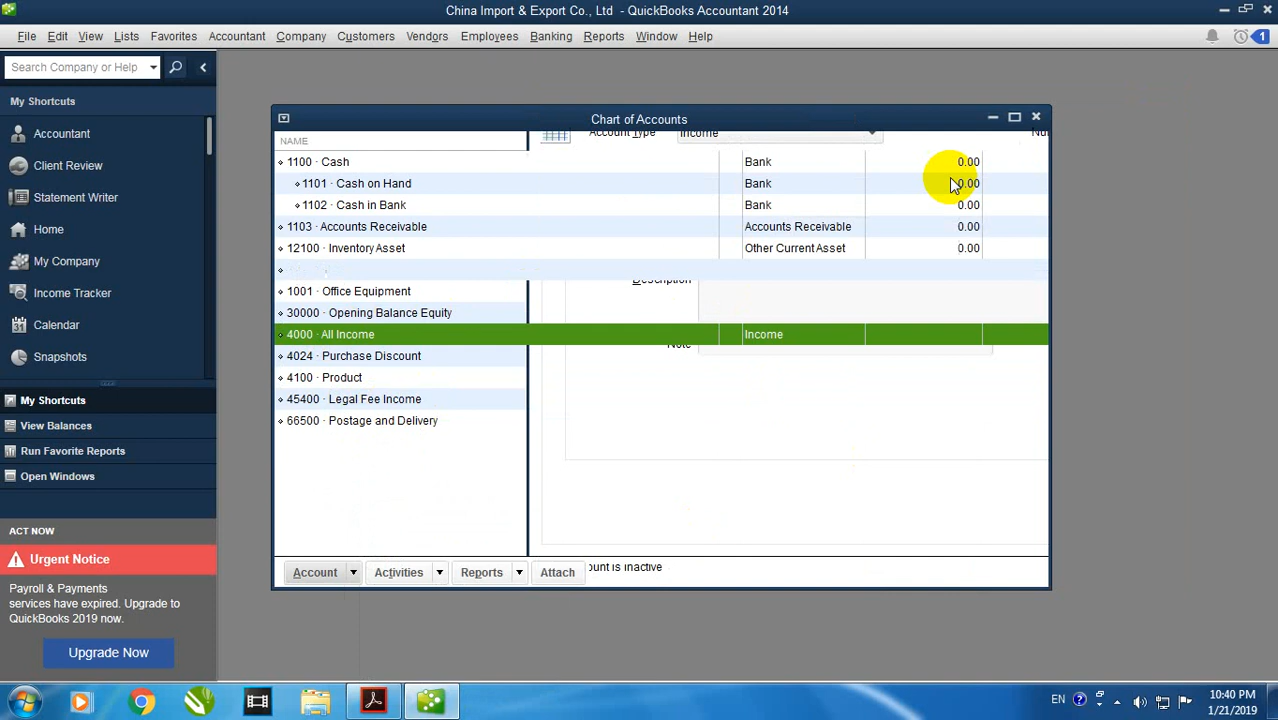 China Import & Export Co., Ltd - QuickBooks Accountant 2014
File Edit View Lists Favorites Accountant Company Customers Vendors Employees Banking Reports Window Help
1
Search Company or Help
My Shortcuts
Accountant
Client Review
Statement Writer
Home
My Company
Income Tracker
Calendar
Snapshots
My Shortcuts
View Balances
Run Favorite Reports
Open Windows
ACT NOW
Urgent Notice
Payroll & Payments
services have expired. Upgrade to
QuickBooks 2019 now.
Upgrade Now
Chart of Accounts
NAME
Account Type Income
1100 · Cash Bank 0.00
1101 · Cash on Hand Bank 0.00
1102 · Cash in Bank Bank 0.00
1103 · Accounts Receivable Accounts Receivable 0.00
12100 · Inventory Asset Other Current Asset 0.00
Description
1001 · Office Equipment
30000 · Opening Balance Equity
4000 · All Income Income
Note
4024 · Purchase Discount
4100 · Product
45400 · Legal Fee Income
66500 · Postage and Delivery
Account Activities Reports Attach
ount is inactive
EN
10:40 PM
1/21/2019